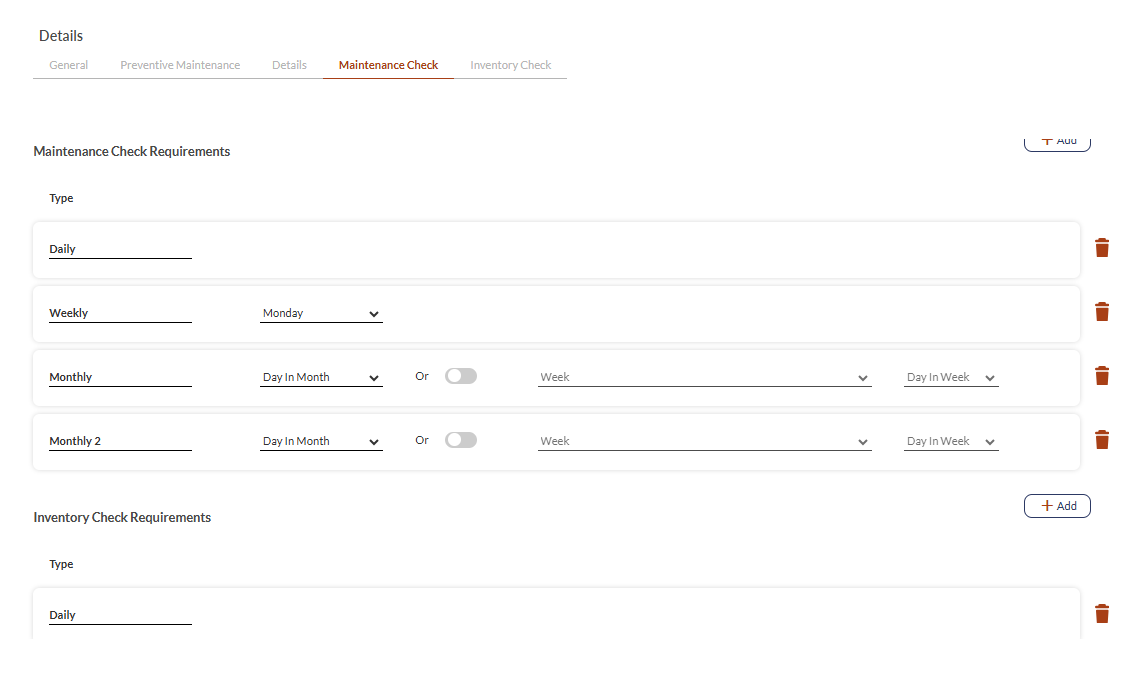 Details
General Preventive Maintenance Details Maintenance Check Inventory Check
+ Add
Maintenance Check Requirements
Type
Daily
Weekly Monday
Monthly Day In Month Or Week Day In Week
Monthly 2 Day In Month Or Week Day In Week
+ Add
Inventory Check Requirements
Type
Daily